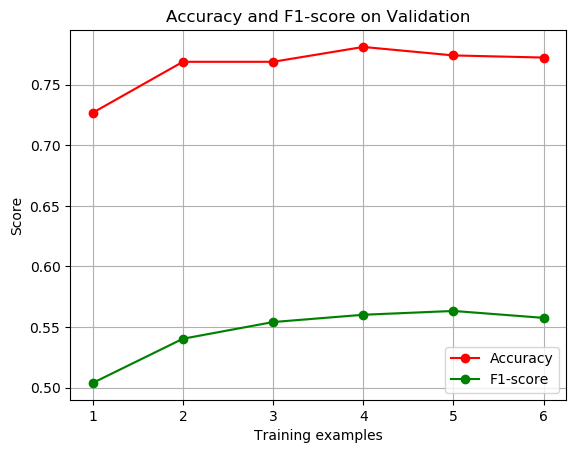 Accuracy and F1-score on Validation
0.75
0.70
0.65
0.60
0.55
0.50
Score
Accuracy
F1-score
1 2 3 4 5 6
Training examples